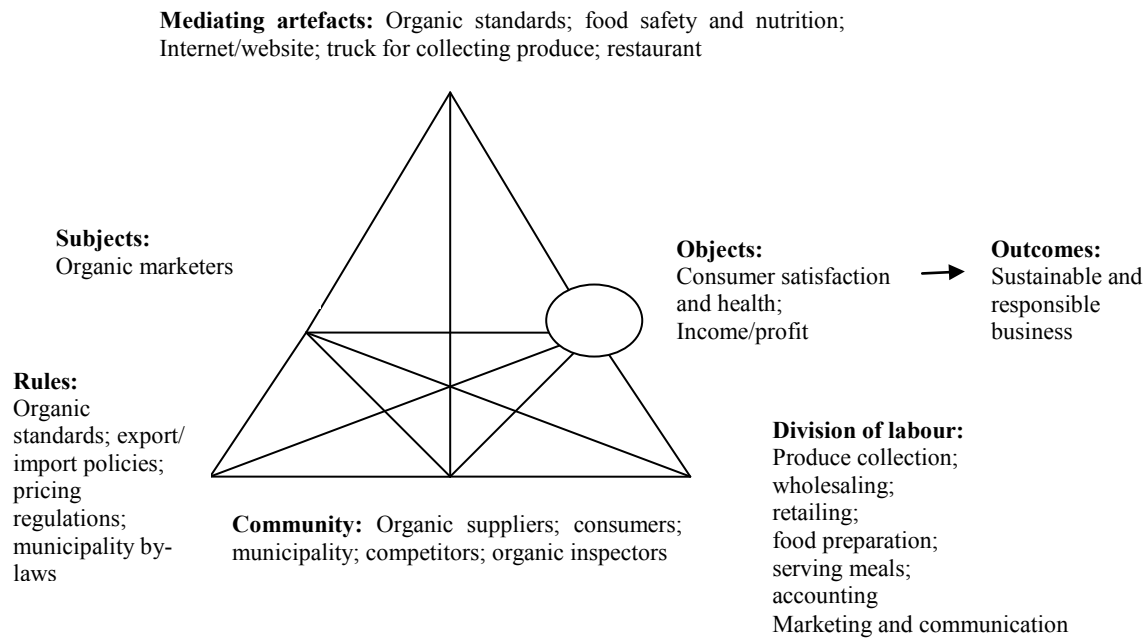 Mediating artefacts: Organic standards; food safety and nutrition;
Internet/website; truck for collecting produce; restaurant
Subjects:
Organic marketers
Objects:
Consumer satisfaction
and health;
Income/profit
Outcomes:
Sustainable and
responsible
business
Rules:
Organic
standards; export/
import policies;
pricing
regulations;
municipality by-
laws
Community: Organic suppliers; consumers;
municipality; competitors; organic inspectors
Division of labour:
Produce collection;
wholesaling;
retailing;
food preparation;
serving meals;
accounting
Marketing and communication